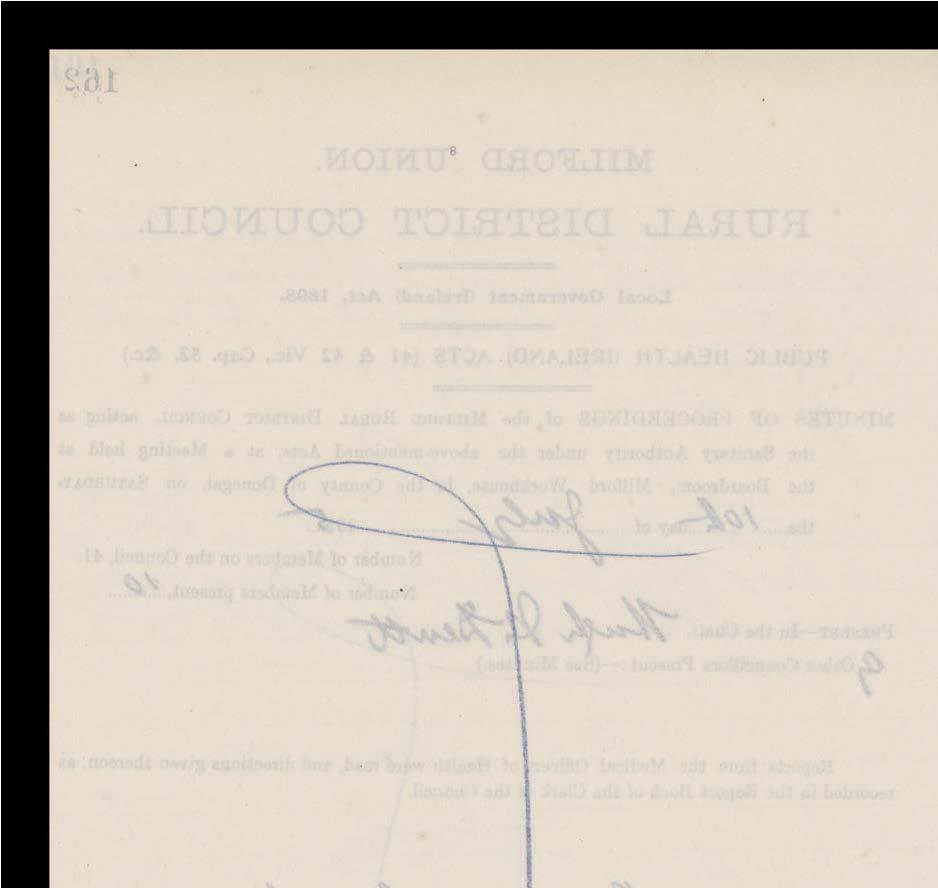 162
MILFORD UNION.
RURAL DISTRICT COUNCIL.
Local Government (Ireland) Act, 1898.
PUBLIC HEALTH (IRELAND) ACTS (41 & 42 Vic., Cap. 52, &c.)
MINUTES OF PROCEEDINGS of the MILFORD RURAL DISTRICT COUNCIL, acting as
the Sanitary Authority under the above-mentioned Acts, at a Meeting held at
the Boardroom, Milford Workhouse, in the County of Donegal, on SATURDAY,
the 10th day of July
Number of Members on the Council, 41.
Number of Members present, 10
PRESENT—In the Chair, Hugh
9 Other Councillors Present:—(See Minutes)
Reports from the Medical Officers of Health were read, and directions given thereon, as
recorded in the Report Book of the Clerk of the Council.